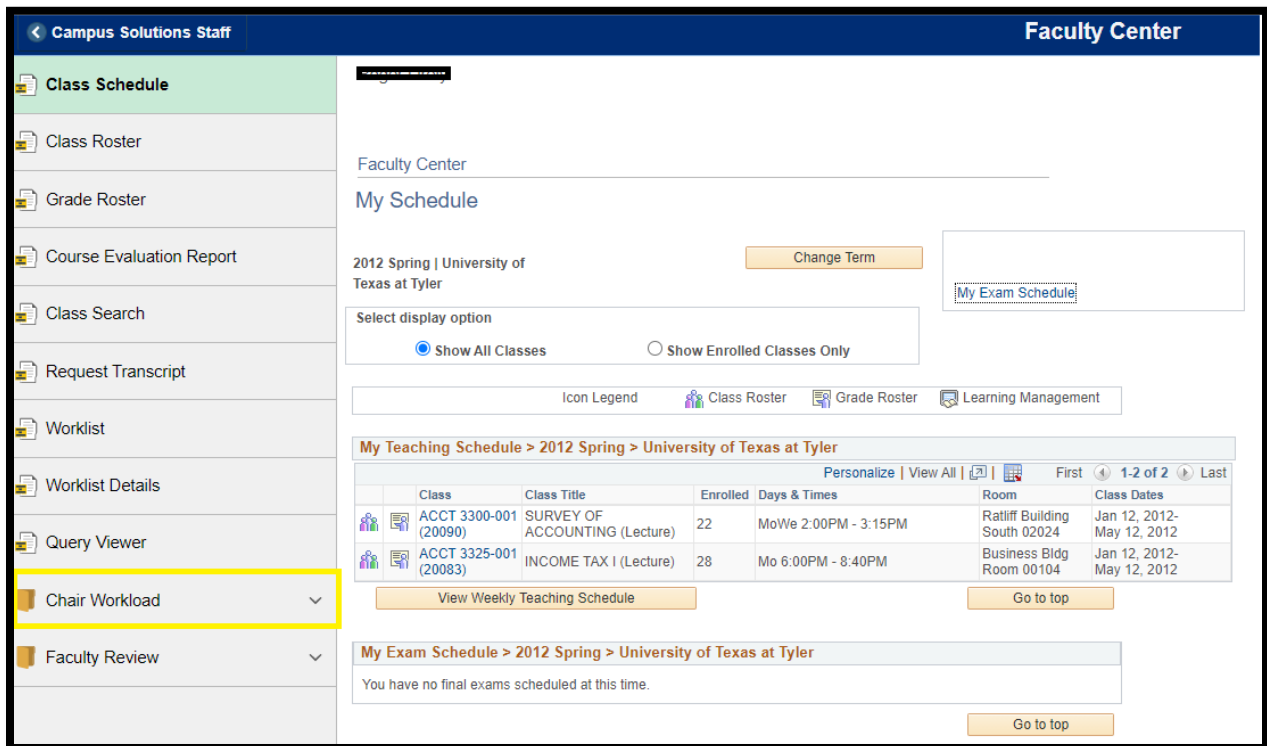 Campus Solutions Staff
Faculty Center
Class Schedule
Class Roster
Grade Roster
Course Evaluation Report
Class Search
Request Transcript
Worklist
Worklist Details
Query Viewer
Chair Workload
Faculty Review
Faculty Center
My Schedule
2012 Spring | University of
Texas at Tyler
Change Term
My Exam Schedule
Select display option
Show All Classes Show Enrolled Classes Only
Icon Legend Class Roster Grade Roster Learning Management
My Teaching Schedule > 2012 Spring > University of Texas at Tyler
Personalize | View All | | First 1-2 of 2 Last
Class Class Title Enrolled Days & Times Room Class Dates
ACCT 3300-001 SURVEY OF 22 MoWe 2:00PM - 3:15PM Ratliff Building Jan 12, 2012-
(20090) ACCOUNTING (Lecture) South 02024 May 12, 2012
ACCT 3325-001 INCOME TAX I (Lecture) 28 Mo 6:00PM - 8:40PM Business Bldg Jan 12, 2012-
(20083) Room 00104 May 12, 2012
View Weekly Teaching Schedule Go to top
My Exam Schedule > 2012 Spring > University of Texas at Tyler
You have no final exams scheduled at this time.
Go to top